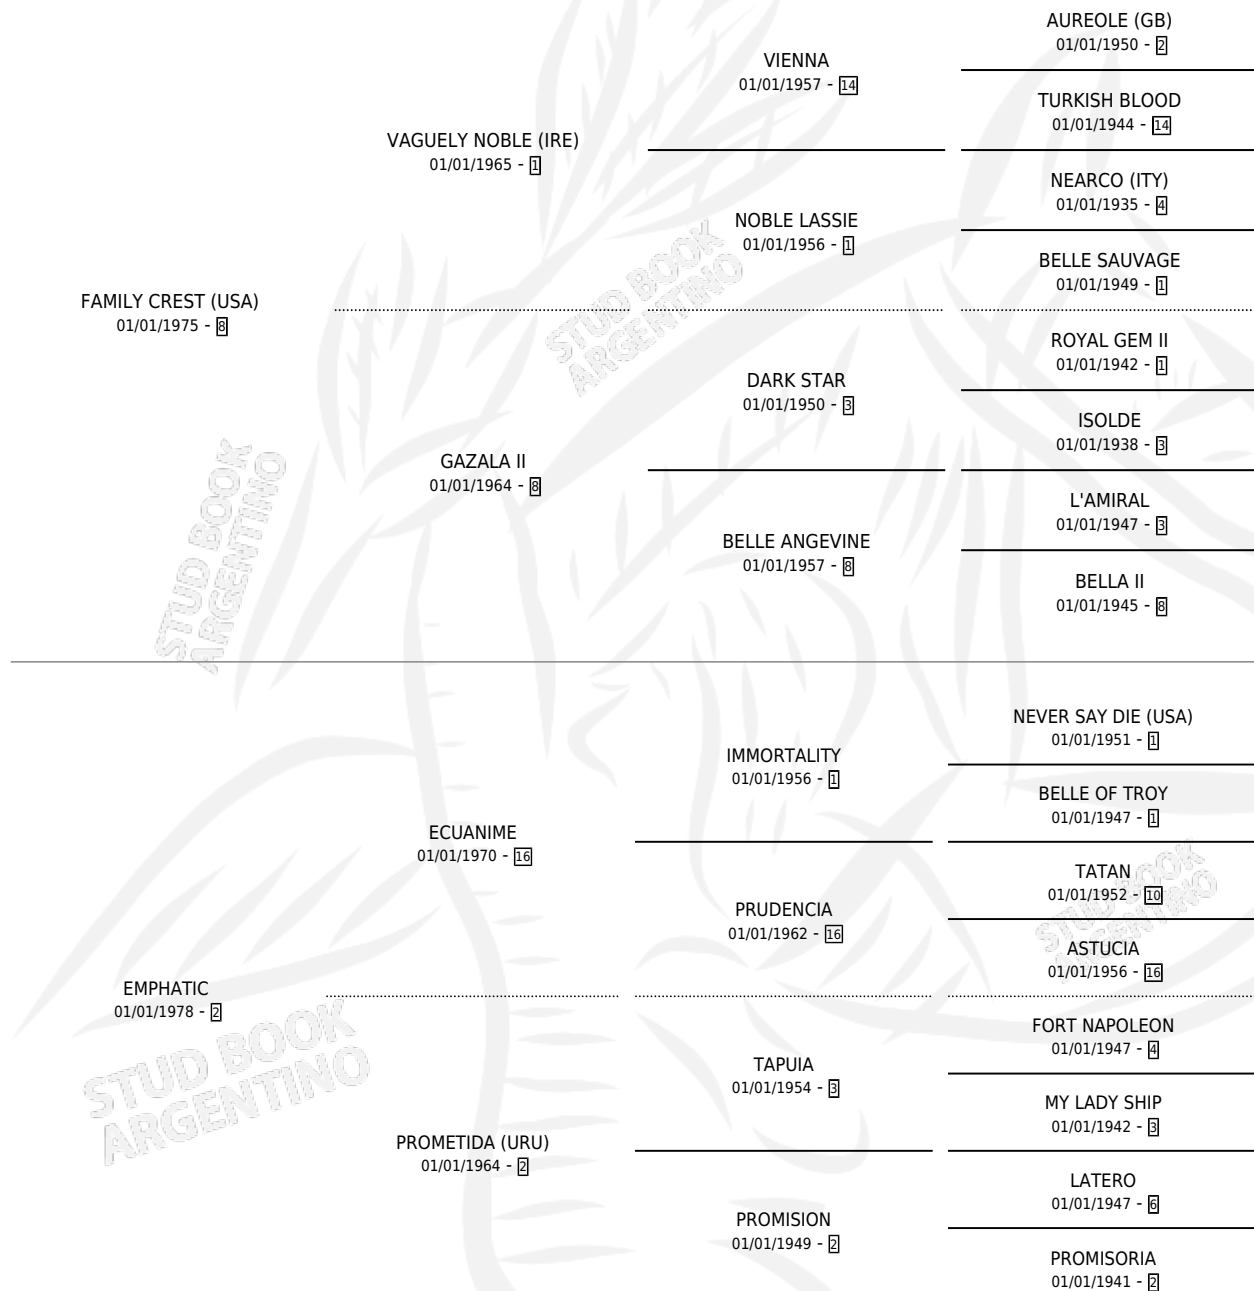 AUREOLE (GB)
01/01/1950 - 2
VIENNA
01/01/1957 - 14
TURKISH BLOOD
01/01/1944 - 14
VAGUELY NOBLE (IRE)
01/01/1965 - 1
NEARCO (ITY)
01/01/1935 - 4
NOBLE LASSIE
01/01/1956 - 1
BELLE SAUVAGE
01/01/1949 - 1
FAMILY CREST (USA)
01/01/1975 - 8
ROYAL GEM II
01/01/1942 - 1
DARK STAR
01/01/1950 - 3
ISOLDE
01/01/1938 - 3
GAZALA II
01/01/1964 - 8
L'AMIRAL
01/01/1947 - 3
BELLE ANGEVINE
01/01/1957 - 8
BELLA II
01/01/1945 - 8
STUD BOOK
ARGENTINO
STUD BOOK
ARGENTINO
NEVER SAY DIE (USA)
01/01/1951 - 1
IMMORTALITY
01/01/1956 - 1
BELLE OF TROY
01/01/1947 - 1
ECUANIME
01/01/1970 - 16
TATAN
01/01/1952 - 10
PRUDENCIA
01/01/1962 - 16
ASTUCIA
01/01/1956 - 16
EMPHATIC
01/01/1978 - 2
FORT NAPOLEON
01/01/1947 - 4
TAPUIA
01/01/1954 - 3
MY LADY SHIP
01/01/1942 - 3
PROMETIDA (URU)
01/01/1964 - 2
LATERO
01/01/1947 - 6
PROMISION
01/01/1949 - 2
PROMISORIA
01/01/1941 - 2
STUD BOOK
ARGENTINO
STUD BOOK
ARGENTINO